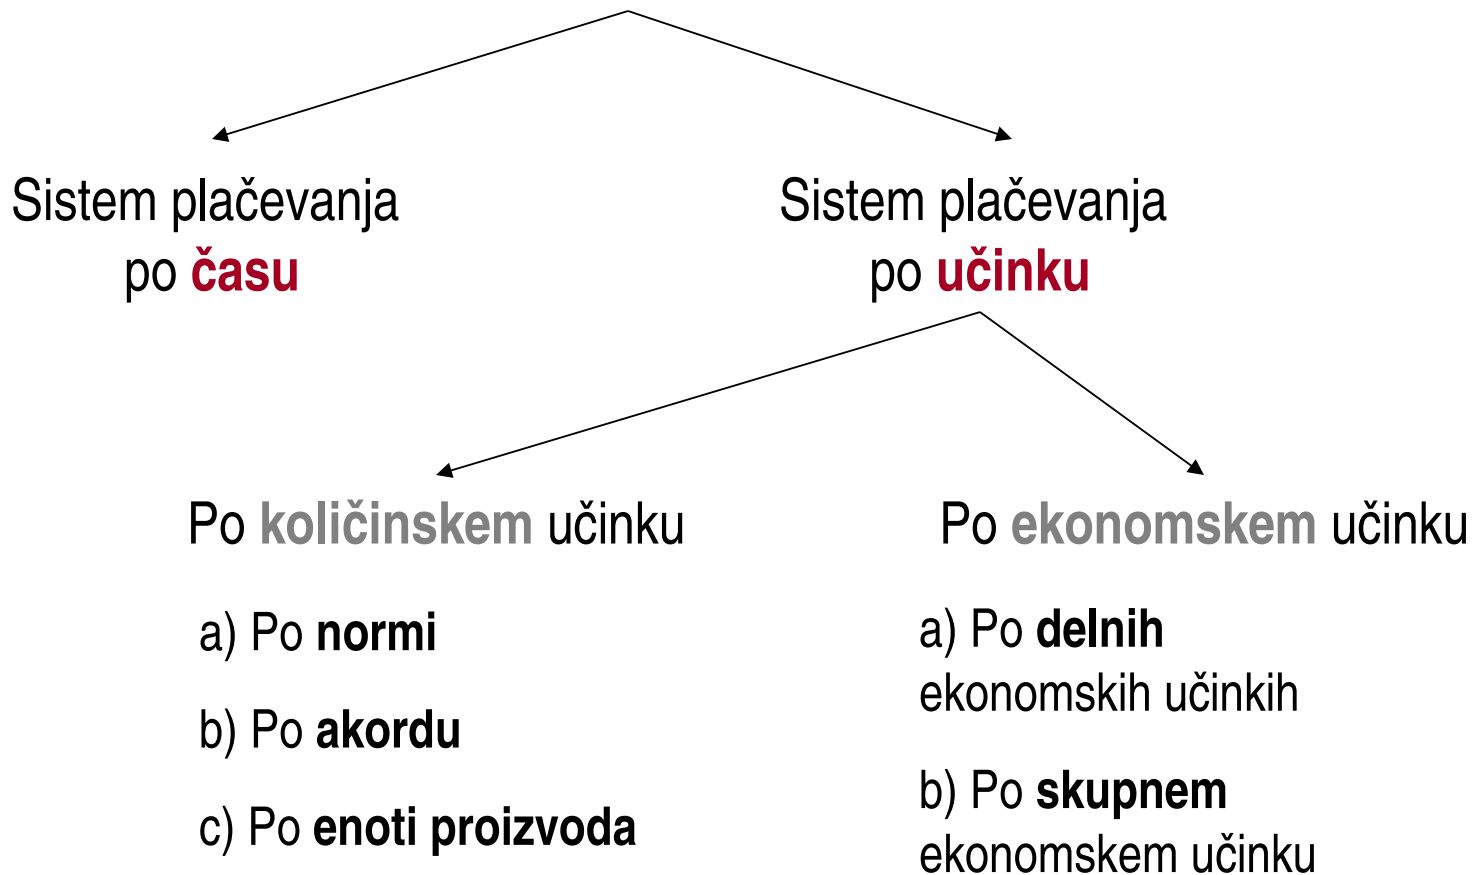 Sistem plačevanja
po času
Sistem plačevanja
po učinku
Po količinskem učinku
a) Po normi
b) Po akordu
c) Po enoti proizvoda
Po ekonomskem učinku
a) Po delnih
ekonomskih učinkih
b) Po skupnem
ekonomskem učinku